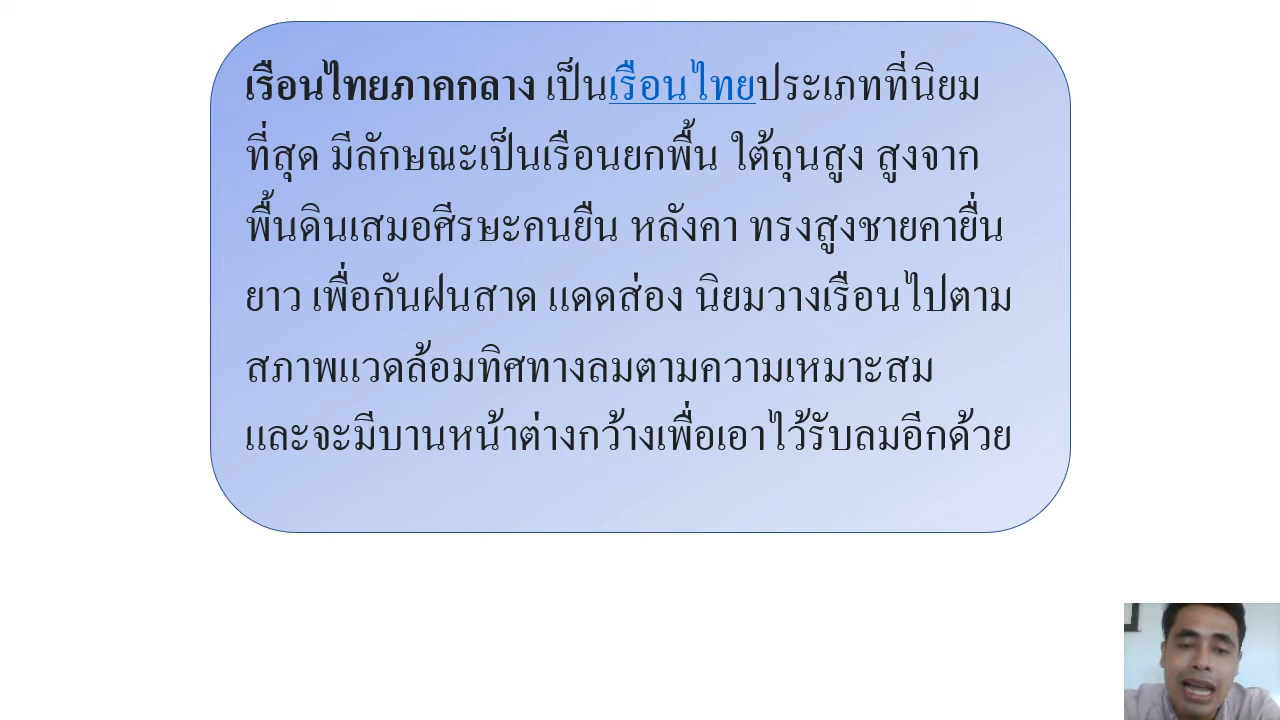 เรือนไทยภาคกลาง เป็นเรือนไทยประเภทที่นิยม
ที่สุด มีลักษณะเป็นเรือนยกพื้น ใต้ถุนสูง สูงจาก
พื้นดินเสมอศีรษะคนยืน หลังคา ทรงสูงชายคายื่น
ยาว เพื่อกันฝนสาด แดดส่อง นิยมวางเรือนไปตาม
สภาพแวดล้อมทิศทางลมตามความเหมาะสม
และจะมีบานหน้าต่างกว้างเพื่อเอาไว้รับลมอีกด้วย